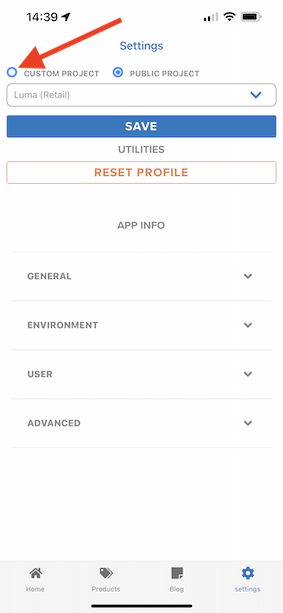 14:39
Settings
CUSTOM PROJECT PUBLIC PROJECT
Luma (Retail)
SAVE
UTILITIES
RESET PROFILE
APP INFO
GENERAL
ENVIRONMENT
USER
ADVANCED
Home Products Blog settings